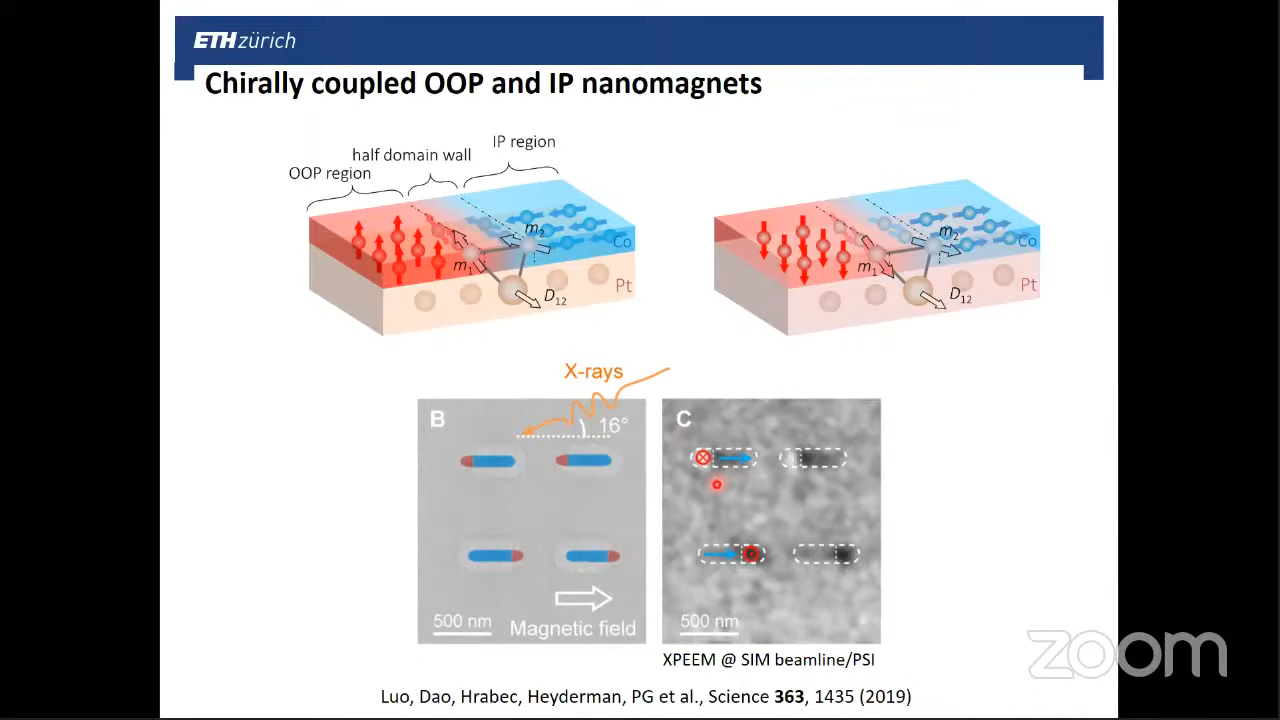 ETH zürich
Chirally coupled OOP and IP nanomagnets
IP region
half domain wall
OOP region
m2
Co
m1
Pt
D12
m2
Co
m1
Pt
D12
X-rays
B
16°
C
500 nm
Magnetic field
500 nm
XPEEM @ SIM beamline/PSI
zoom
Luo, Dao, Hrabec, Heyderman, PG et al., Science 363, 1435 (2019)